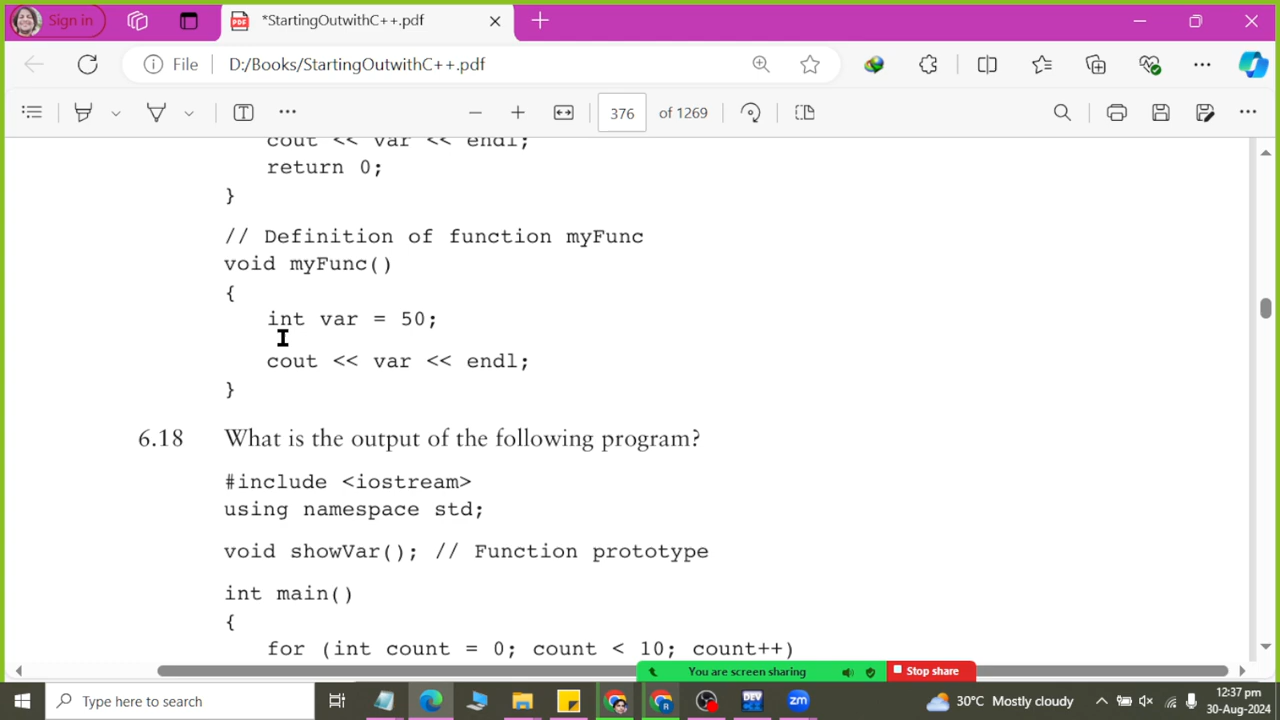 Sign in
*StartingOutwithC++.pdf
File
D:/Books/StartingOutwithC++.pdf
376 of 1269
cout << var << endl;
return 0;
}
// Definition of function myFunc
void myFunc()
{
int var = 50;
cout << var << endl;
}
6.18 What is the output of the following program?
#include <iostream>
using namespace std;
void showVar(); // Function prototype
int main()
{
for (int count = 0; count < 10; count++)
You are screen sharing
Stop share
Type here to search
DEV
30°C Mostly cloudy
12:37 pm
30-Aug-2024